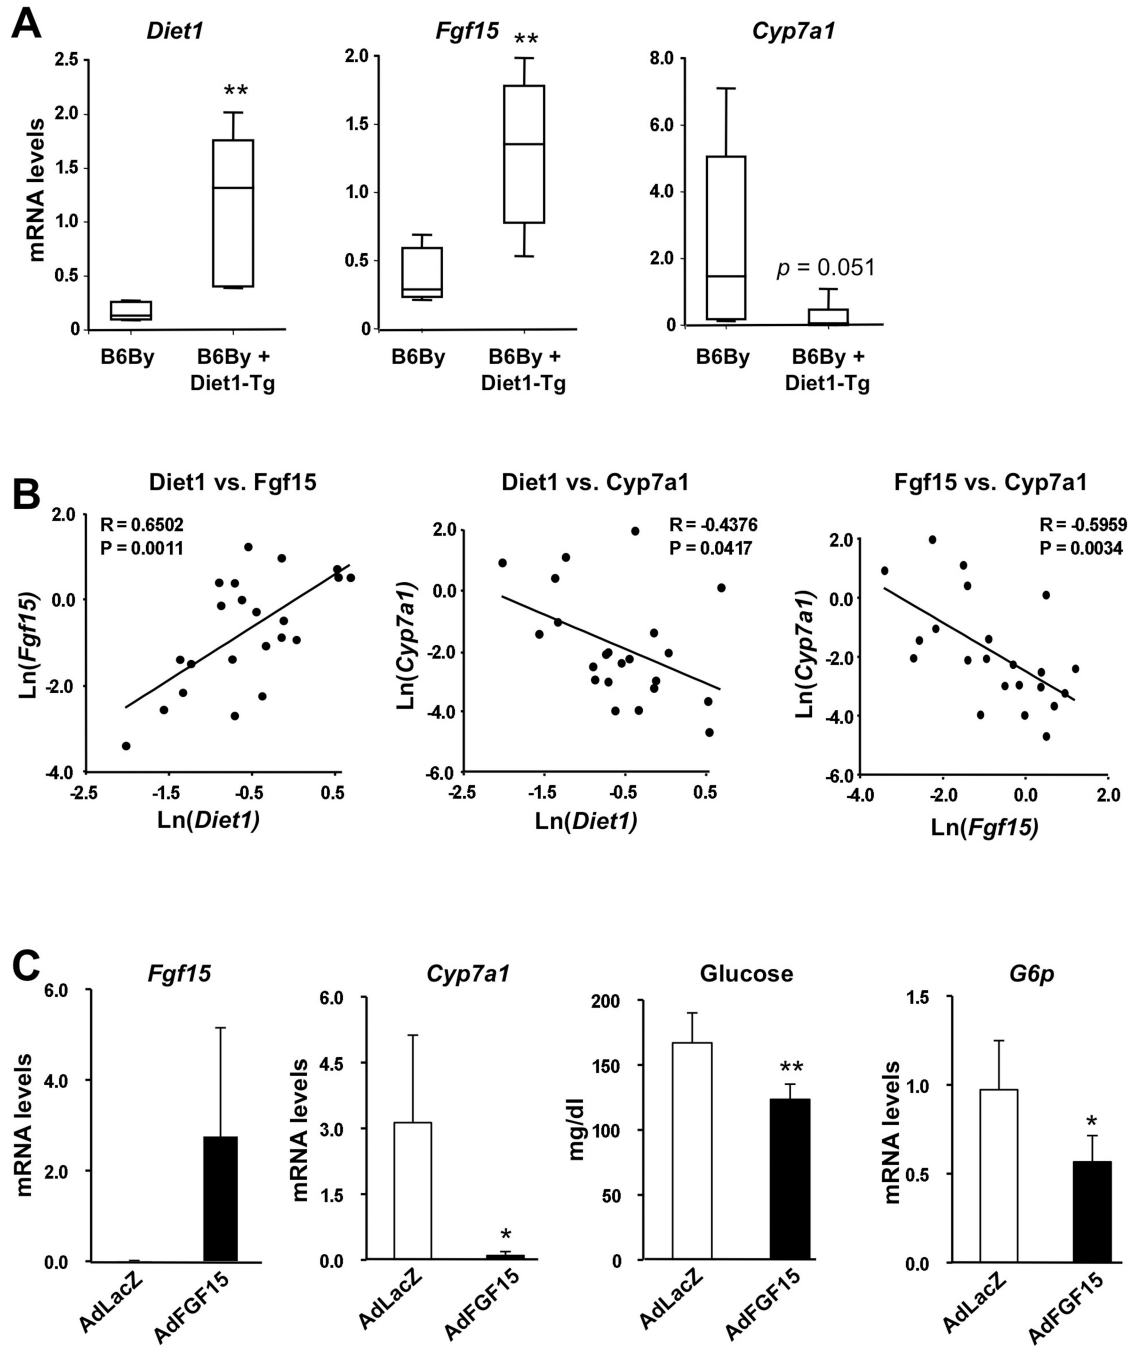 A
Diet1
Fgf15
Cyp7a1
mRNA levels
2.5
2.0
1.5
1.0
0.5
0
**
B6By
B6By +
Diet1-Tg
2.0
1.5
1.0
0.5
0
**
B6By
B6By +
Diet1-Tg
8.0
6.0
4.0
2.0
0
p = 0.051
B6By
B6By +
Diet1-Tg
B
Diet1 vs. Fgf15
R = 0.6502
P = 0.0011
Ln(Fgf15)
2.0
0.0
-2.0
-4.0
-2.5
-1.5
-0.5
0.5
Ln(Diet1)
Diet1 vs. Cyp7a1
R = -0.4376
P = 0.0417
Ln(Cyp7a1)
2.0
0.0
-2.0
-4.0
-6.0
-2.5
-1.5
-0.5
0.5
Ln(Diet1)
Fgf15 vs. Cyp7a1
R = -0.5959
P = 0.0034
Ln(Cyp7a1)
2.0
0.0
-2.0
-4.0
-6.0
-4.0
-2.0
0.0
2.0
Ln(Fgf15)
C
Fgf15
mRNA levels
6.0
4.0
2.0
0.0
AdLacZ
AdFGF15
Cyp7a1
mRNA levels
6.0
4.5
3.0
1.5
0.0
*
AdLacZ
AdFGF15
Glucose
mg/dl
200
150
100
50
0
**
AdLacZ
AdFGF15
G6p
mRNA levels
1.5
1.0
0.5
0.0
*
AdLacZ
AdFGF15